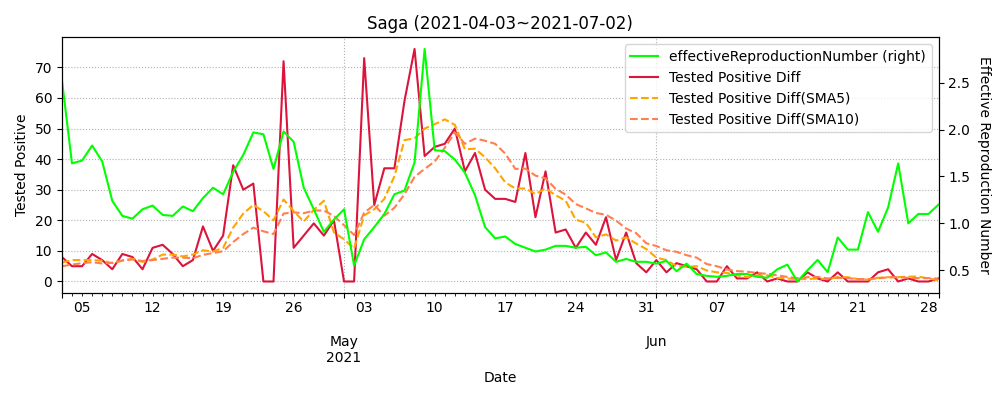 Saga (2021-04-03~2021-07-02)
effectiveReproductionNumber (right)
Tested Positive Diff
Tested Positive Diff(SMA5)
Tested Positive Diff(SMA10)
Tested Positive
70
60
50
40
30
20
10
0
2.5
2.0
1.5
1.0
0.5
Effective Reproduction Number
05 12 19 26 03 10 17 24 31 07 14 21 28
May Jun
2021
Date